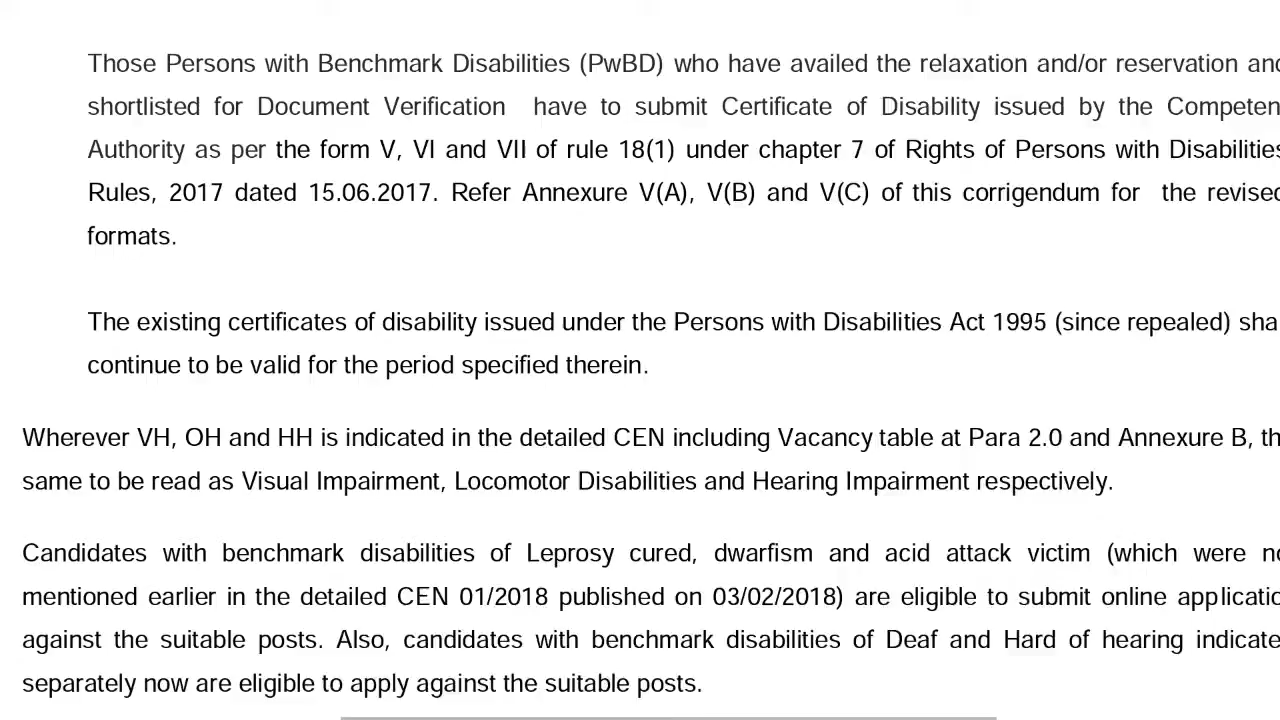 Those Persons with Benchmark Disabilities (PwBD) who have availed the relaxation and/or reservation and
shortlisted for Document Verification have to submit Certificate of Disability issued by the Competen
Authority as per the form V, VI and VII of rule 18(1) under chapter 7 of Rights of Persons with Disabilities
Rules, 2017 dated 15.06.2017. Refer Annexure V(A), V(B) and V(C) of this corrigendum for the revised
formats.
The existing certificates of disability issued under the Persons with Disabilities Act 1995 (since repealed) sha
continue to be valid for the period specified therein.
Wherever VH, OH and HH is indicated in the detailed CEN including Vacancy table at Para 2.0 and Annexure B, th
same to be read as Visual Impairment, Locomotor Disabilities and Hearing Impairment respectively.
Candidates with benchmark disabilities of Leprosy cured, dwarfism and acid attack victim (which were no
mentioned earlier in the detailed CEN 01/2018 published on 03/02/2018) are eligible to submit online applicatio
against the suitable posts. Also, candidates with benchmark disabilities of Deaf and Hard of hearing indicate
separately now are eligible to apply against the suitable posts.